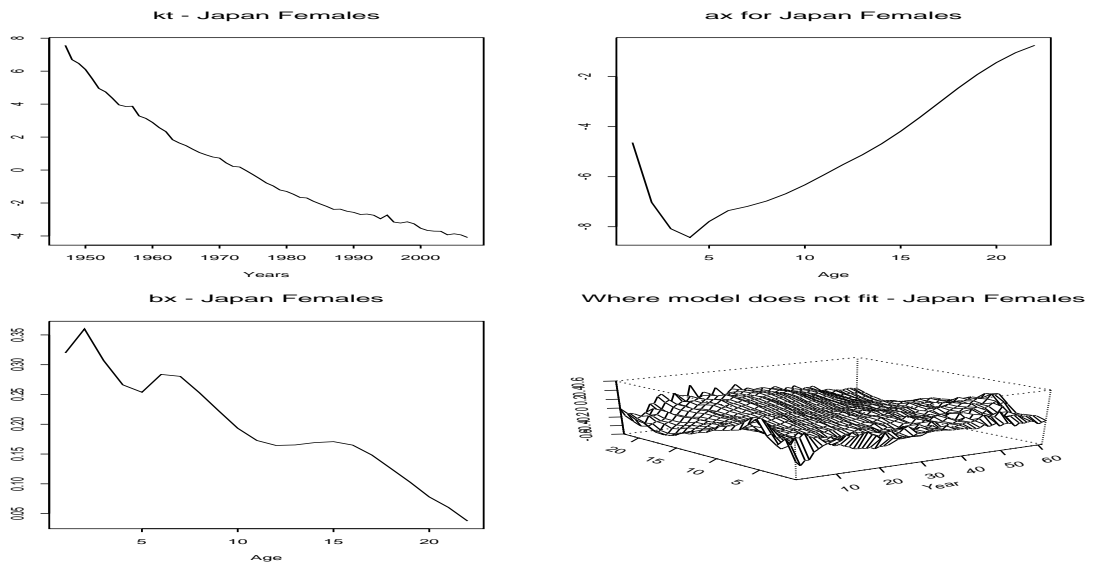 kt - Japan Females
8
6
4
2
0
-2
-4
1950 1960 1970 1980 1990 2000
Years
ax for Japan Females
-2
-4
-6
-8
5 10 15 20
Age
bx - Japan Females
0.35
0.30
0.25
0.20
0.15
0.10
0.05
5 10 15 20
Age
Where model does not fit - Japan Females
20 15 10 5
10 20 30 40 50 60
Year